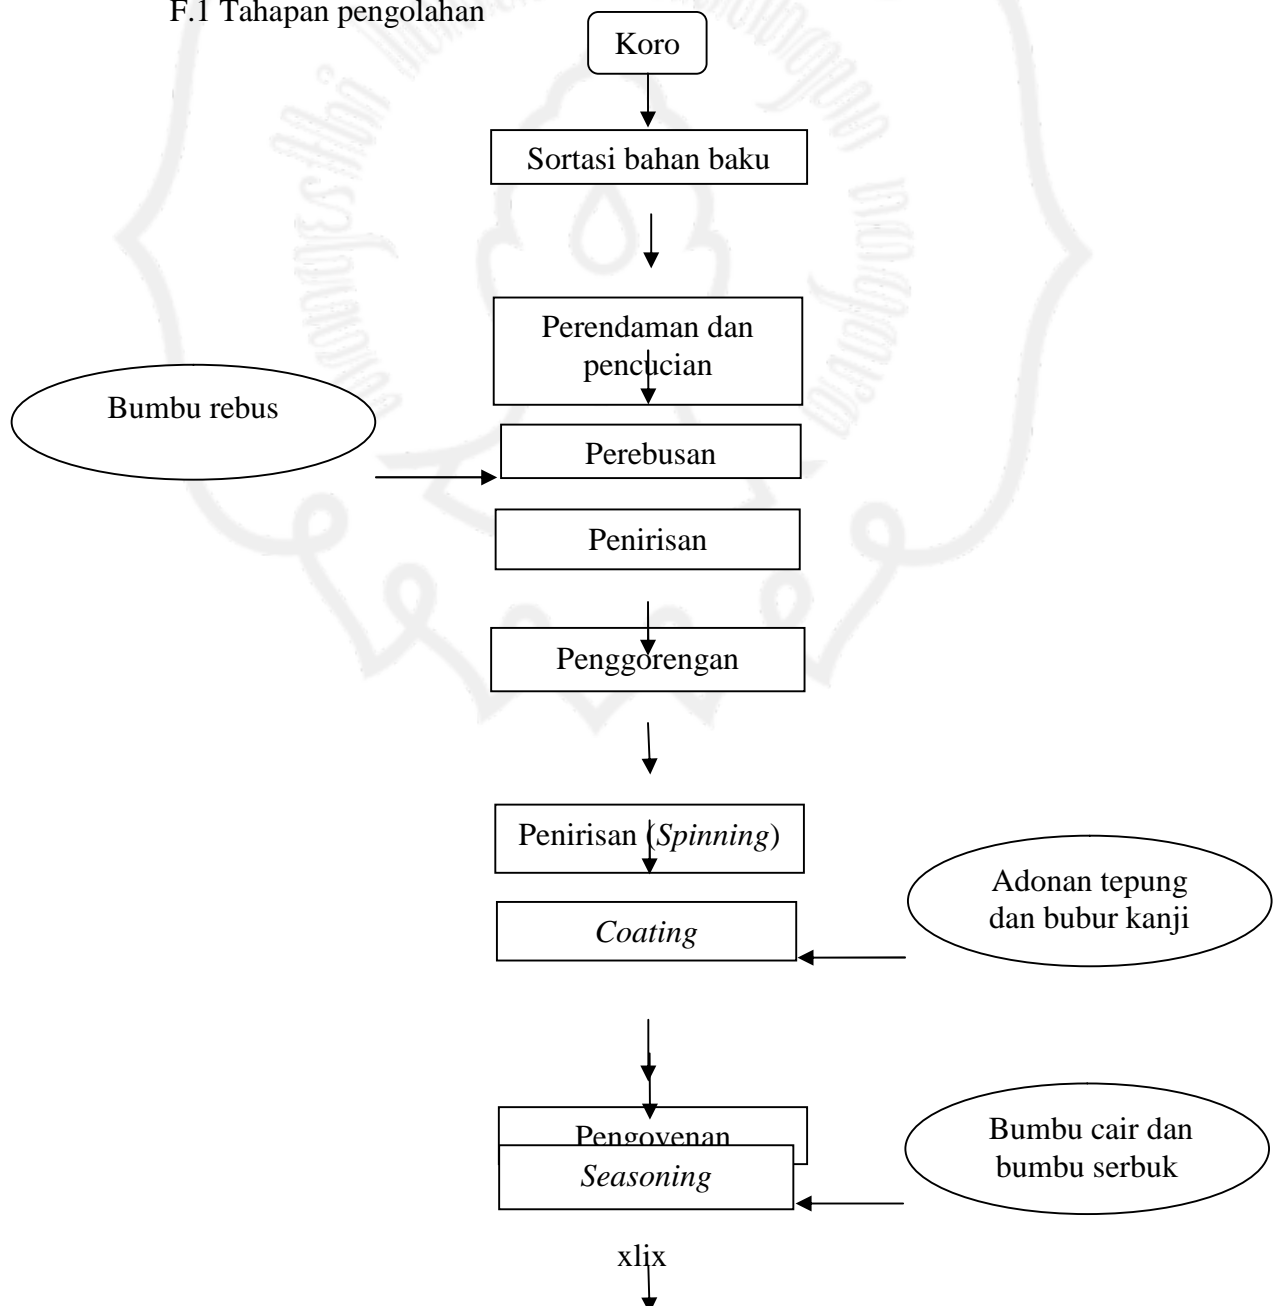 F.1 Tahapan pengolahan
Koro
Sortasi bahan baku
Perendaman dan
pencucian
Bumbu rebus
Perebusan
Penirisan
Penggorengan
Penirisan (Spinning)
Adonan tepung
dan bubur kanji
Coating
Pengovenan
Bumbu cair dan
bumbu serbuk
Seasoning
xlix